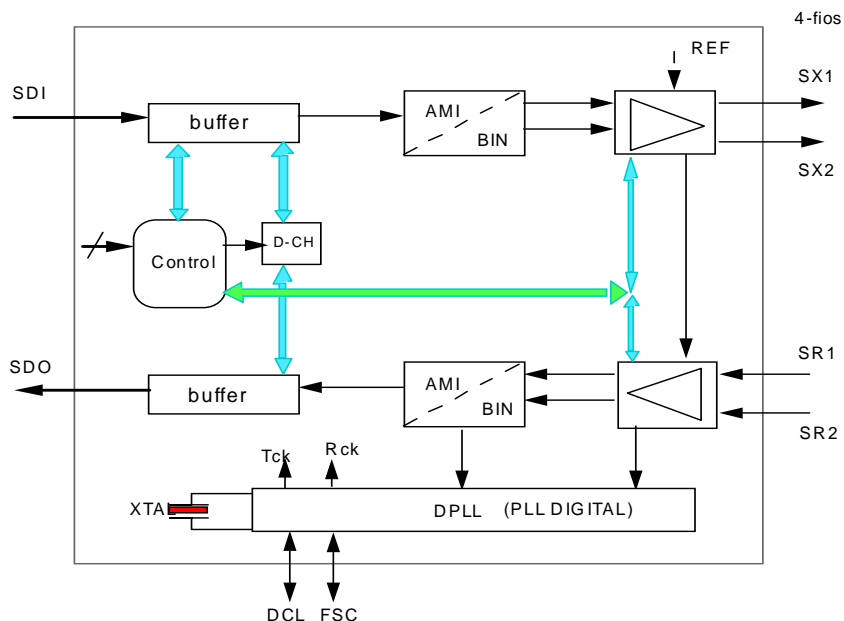 4-fios
REF
SDI
SX1
buffer
AMI
BIN
SX2
D-CH
Control
SDO
SR1
buffer
AMI
BIN
SR2
Tck
Rck
XTA
DPLL (PLL DIGITAL)
DCL
FSC